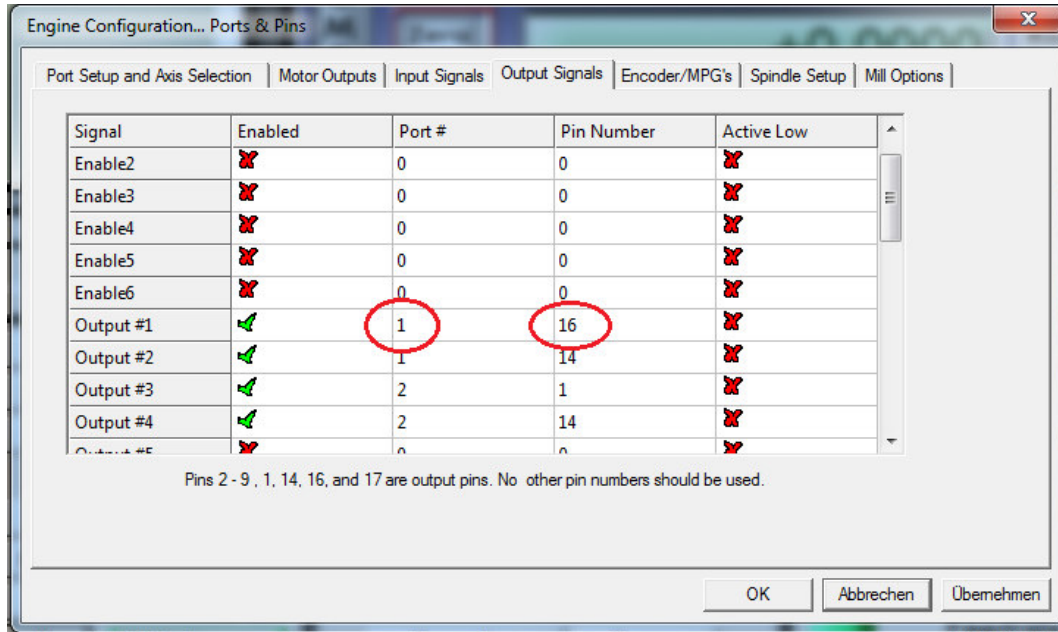 Engine Configuration... Ports & Pins
Port Setup and Axis Selection Motor Outputs Input Signals Output Signals Encoder/MPG's Spindle Setup Mill Options
Signal Enabled Port # Pin Number Active Low
Enable2 0 0
Enable3 0 0
Enable4 0 0
Enable5 0 0
Enable6 0 0
Output #1 1 16
Output #2 1 14
Output #3 2 1
Output #4 2 14
Output #5 0 0
Pins 2 - 9 , 1, 14, 16, and 17 are output pins. No other pin numbers should be used.
OK Abbrechen Übernehmen